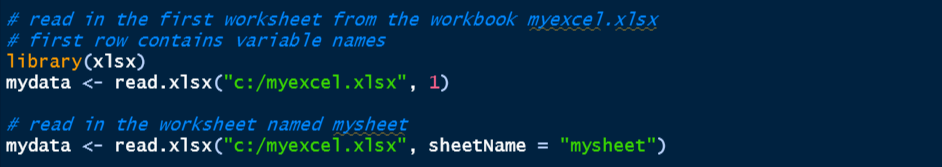 # read in the first worksheet from the workbook myexcel.xlsx
# first row contains variable names
library(xlsx)
mydata <- read.xlsx("c:/myexcel.xlsx", 1)
# read in the worksheet named mysheet
mydata <- read.xlsx("c:/myexcel.xlsx", sheetName = "mysheet")